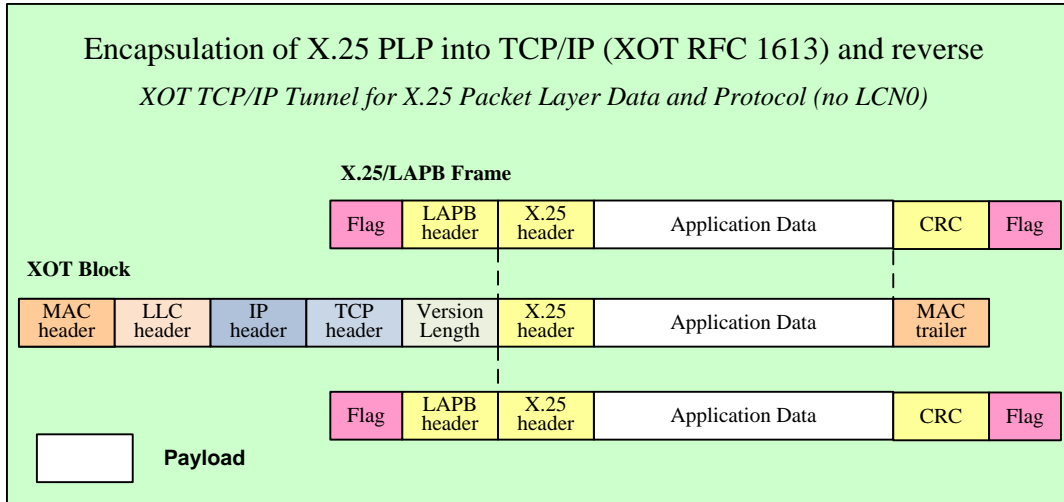 Encapsulation of X.25 PLP into TCP/IP (XOT RFC 1613) and reverse
XOT TCP/IP Tunnel for X.25 Packet Layer Data and Protocol (no LCN0)
X.25/LAPB Frame
Flag
LAPB
header
X.25
header
Application Data
CRC
Flag
XOT Block
MAC
header
LLC
header
IP
header
TCP
header
Version
Length
X.25
header
Application Data
MAC
trailer
Flag
LAPB
header
X.25
header
Application Data
CRC
Flag
Payload